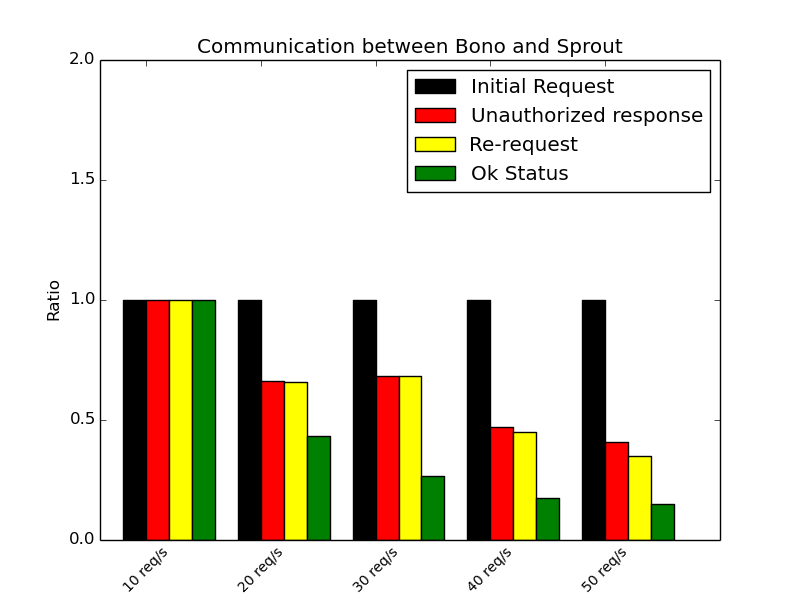 Communication between Bono and Sprout
2.0
1.5
1.0
0.5
0.0
Ratio
Initial Request
Unauthorized response
Re-request
Ok Status
10 req/s
20 req/s
30 req/s
40 req/s
50 req/s